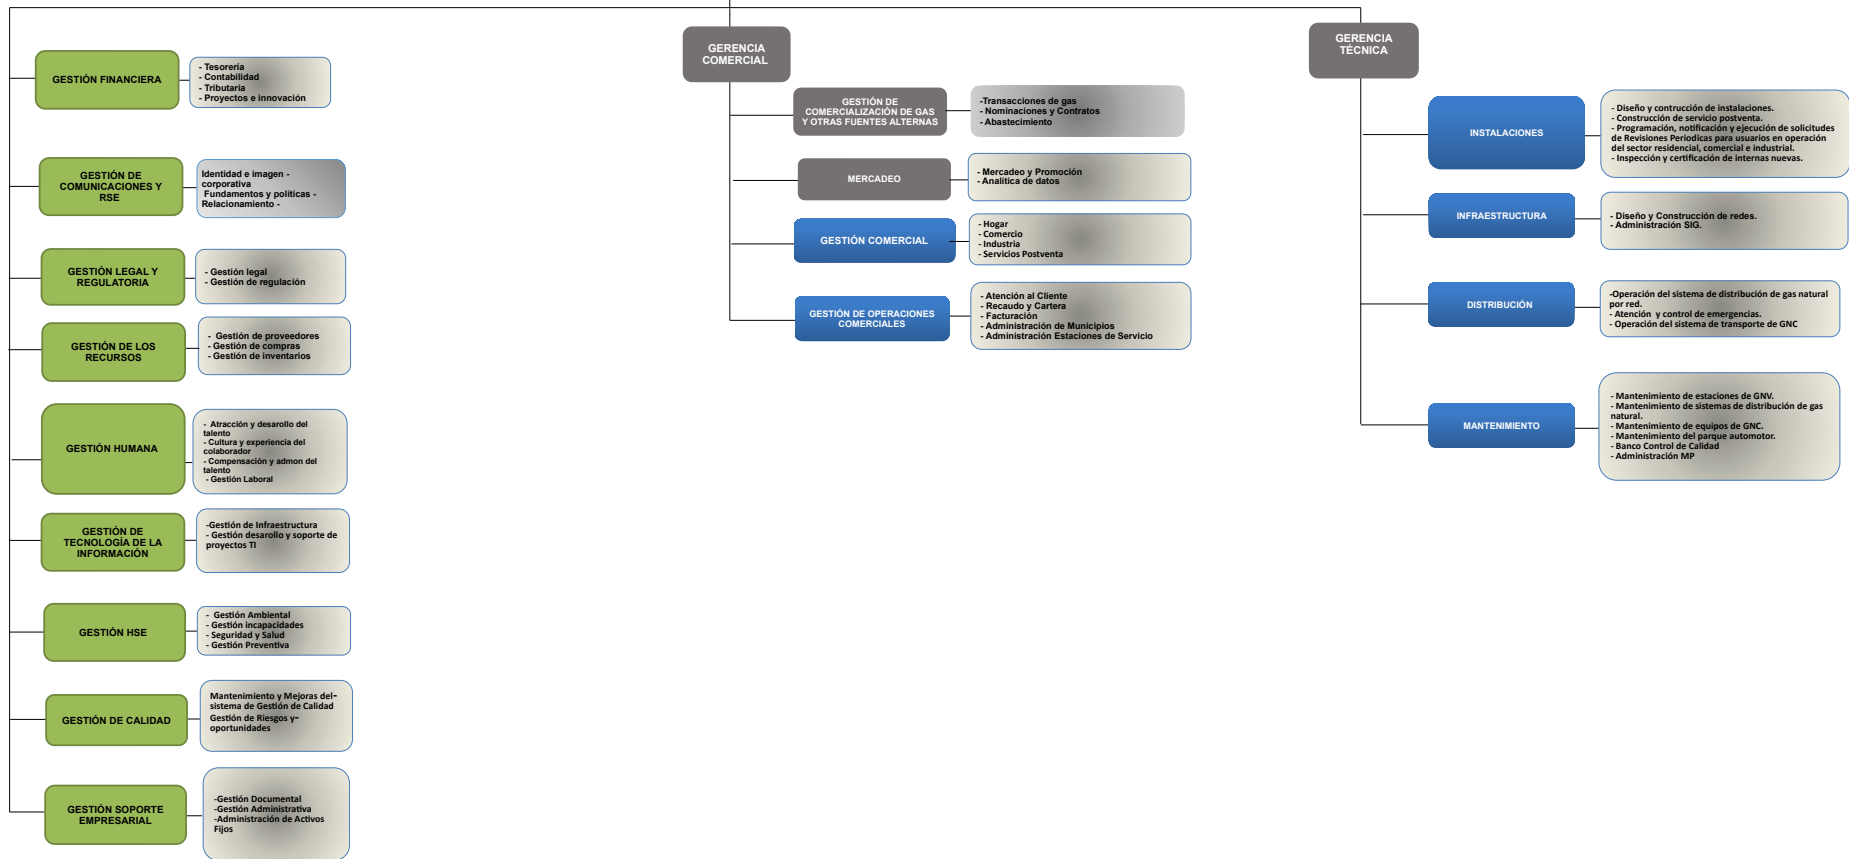 GESTIÓN FINANCIERA
- Tesorería
- Contabilidad
- Tributaria
- Proyectos e innovación
GESTIÓN DE
COMUNICACIONES Y
RSE
Identidad e imagen -
corporativa
Fundamentos y políticas -
Relacionamiento -
GESTIÓN LEGAL Y
REGULATORIA
- Gestión legal
- Gestión de regulación
GESTIÓN DE LOS
RECURSOS
- Gestión de proveedores
- Gestión de compras
- Gestión de inventarios
GESTIÓN HUMANA
- Atracción y desarollo del
talento
- Cultura y experiencia del
colaborador
- Compensación y admon del
talento
- Gestión Laboral
GESTIÓN DE
TECNOLOGÍA DE LA
INFORMACIÓN
-Gestión de Infraestructura
- Gestión desarollo y soporte de
proyectos TI
GESTIÓN HSE
- Gestión Ambiental
- Gestión incapacidades
- Seguridad y Salud
- Gestión Preventiva
GESTIÓN DE CALIDAD
Mantenimiento y Mejoras del-
sistema de Gestión de Calidad
Gestión de Riesgos y-
oportunidades
GESTIÓN SOPORTE
EMPRESARIAL
-Gestión Documental
-Gestión Administrativa
-Administración de Activos
Fijos
GERENCIA
COMERCIAL
GESTIÓN DE
COMERCIALIZACIÓN DE GAS
Y OTRAS FUENTES ALTERNAS
-Transacciones de gas
- Nominaciones y Contratos
- Abastecimiento
MERCADEO
- Mercadeo y Promoción
- Analítica de datos
GESTIÓN COMERCIAL
- Hogar
- Comercio
- Industria
- Servicios Postventa
GESTIÓN DE OPERACIONES
COMERCIALES
- Atención al Cliente
- Recaudo y Cartera
- Facturación
- Administración de Municipios
- Administración Estaciones de Servicio
GERENCIA
TÉCNICA
INSTALACIONES
- Diseño y contrucción de instalaciones.
- Construcción de servicio postventa.
- Programación, notificación y ejecución de solicitudes
de Revisiones Periodicas para usuarios en operación
del sector residencial, comercial e industrial.
- Inspección y certificación de internas nuevas.
INFRAESTRUCTURA
- Diseño y Construcción de redes.
- Administración SIG.
DISTRIBUCIÓN
-Operación del sistema de distribución de gas natural
por red.
- Atención y control de emergencias.
- Operación del sistema de transporte de GNC
MANTENIMIENTO
- Mantenimiento de estaciones de GNV.
- Mantenimiento de sistemas de distribución de gas
natural.
- Mantenimiento de equipos de GNC.
- Mantenimiento del parque automotor.
- Banco Control de Calidad
- Administración MP